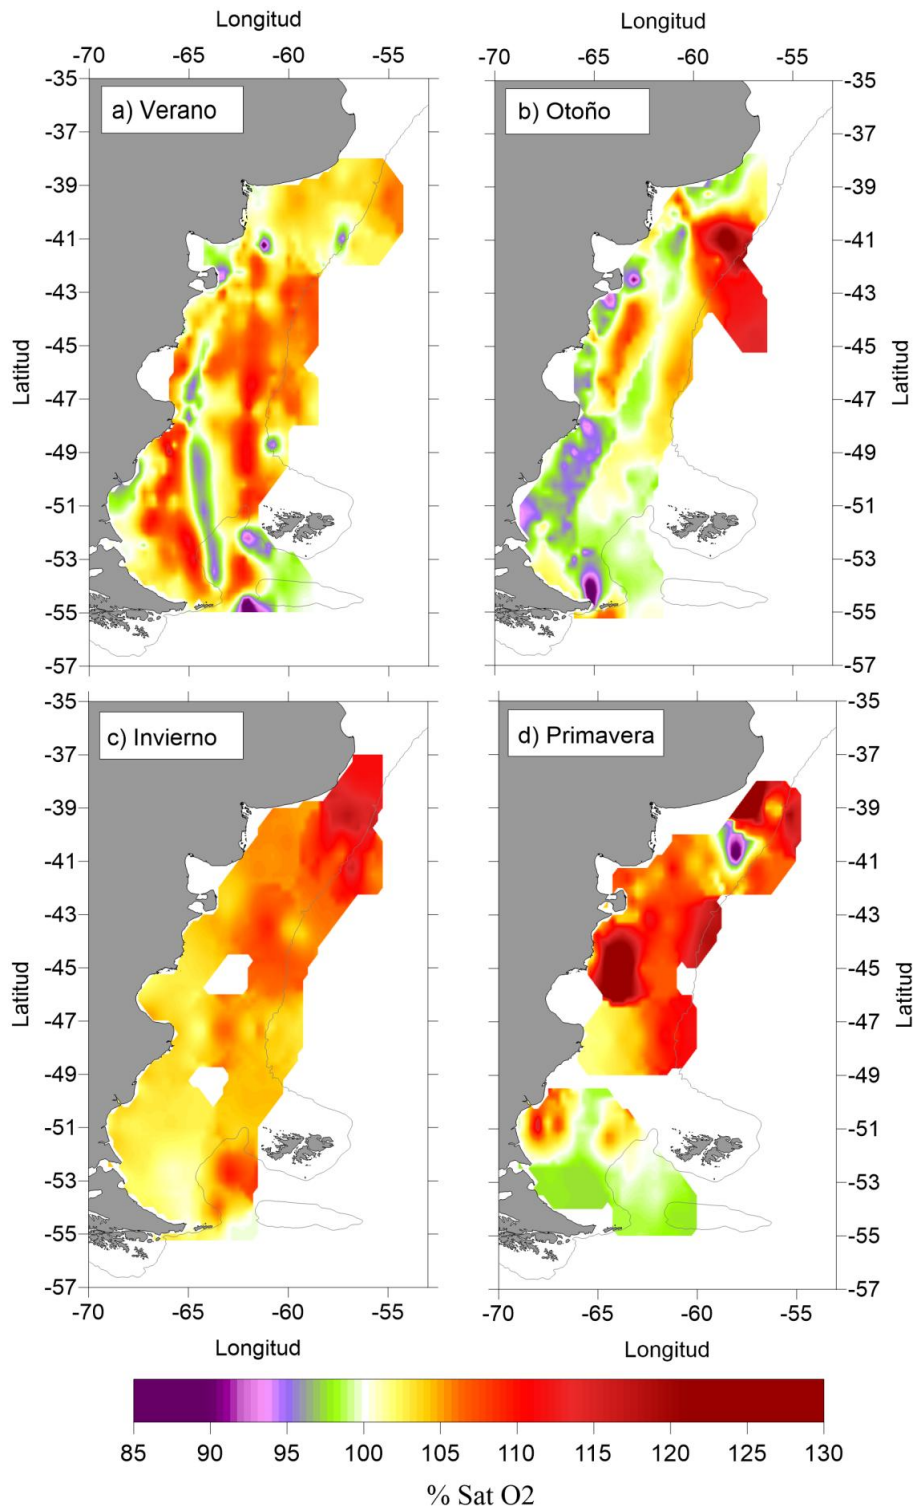 Longitud
Longitud
-70 -65 -60 -55
-70 -65 -60 -55
a) Verano
b) Otoño
-35
-37
-39
-41
-43
-45
-47
-49
-51
-53
-55
-57
Latitud
-35
-37
-39
-41
-43
-45
-47
-49
-51
-53
-55
-57
Latitud
c) Invierno
d) Primavera
-35
-37
-39
-41
-43
-45
-47
-49
-51
-53
-55
-57
Latitud
-35
-37
-39
-41
-43
-45
-47
-49
-51
-53
-55
-57
Latitud
-70 -65 -60 -55
-70 -65 -60 -55
Longitud
Longitud
85 90 95 100 105 110 115 120 125 130
% Sat O2